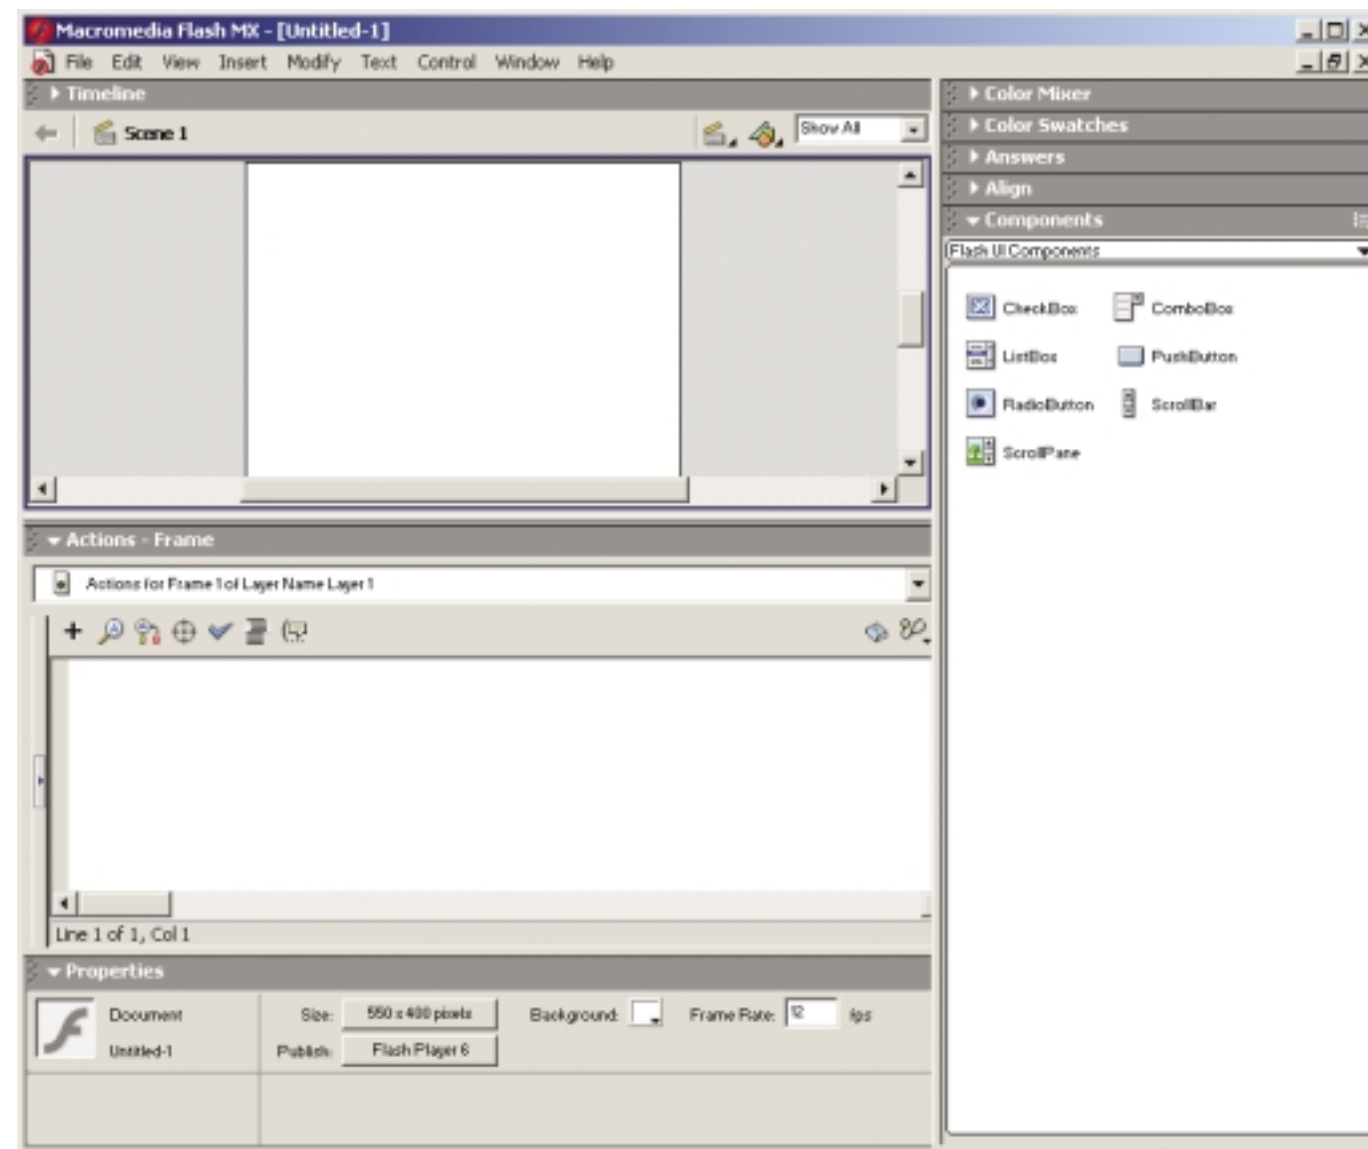 Macromedia Flash MX - [Untitled-1]
File Edit View Insert Modify Text Control Window Help
Timeline
Scene 1
Show All
Actions - Frame
Actions for Frame 1 of Layer Name Layer 1
Line 1 of 1, Col 1
Properties
Document
Size: 550 x 400 pixels
Background:
Frame Rate: 12 fps
Untitled-1
Publish: Flash Player 6
Color Mixer
Color Swatches
Answers
Align
Components
Flash UI Components
CheckBox ComboBox
ListBox PushButton
RadioButton ScrollBar
ScrollPane